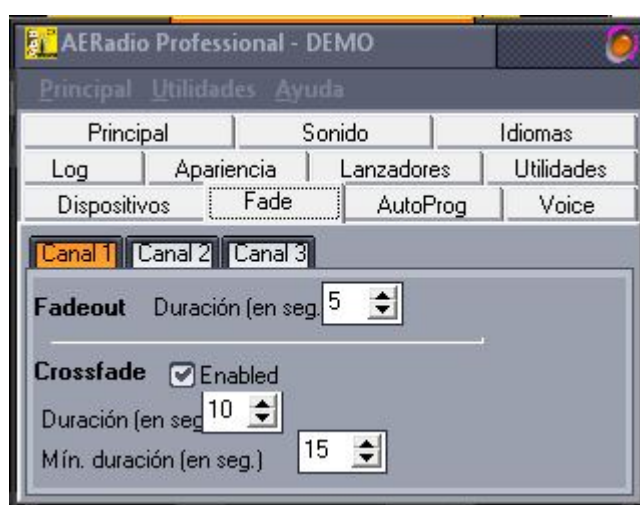 AERadio Professional - DEMO
Principal Utilidades Ayuda
Principal Sonido Idiomas
Log Apariencia Lanzadores Utilidades
Dispositivos Fade AutoProg Voice
Canal 1 Canal 2 Canal 3
Fadeout Duración (en seg. 5
Crossfade Enabled
Duración (en seg 10
Mín. duración (en seg.) 15